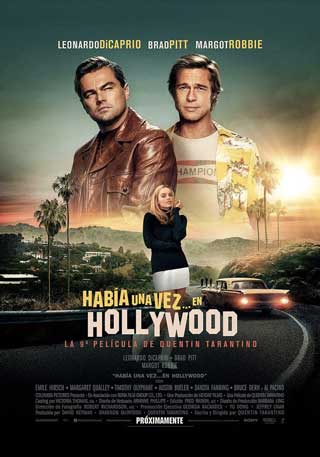 LEONARDO DICAPRIO BRAD PITT MARGOT ROBBIE
CHAMPION
HABÍA UNA VEZ... EN
HOLLYWOOD
LA 9ª PELÍCULA DE QUENTIN TARANTINO
LEONARDO DICAPRIO BRAD PITT
MARGOT ROBBIE
"HABÍA UNA VEZ...EN HOLLYWOOD"
EMILE HIRSCH MARGARET QUALLEY TIMOTHY OLYPHANT AUSTIN BUTLER DAKOTA FANNING BRUCE DERN AL PACINO
PRÓXIMAMENTE